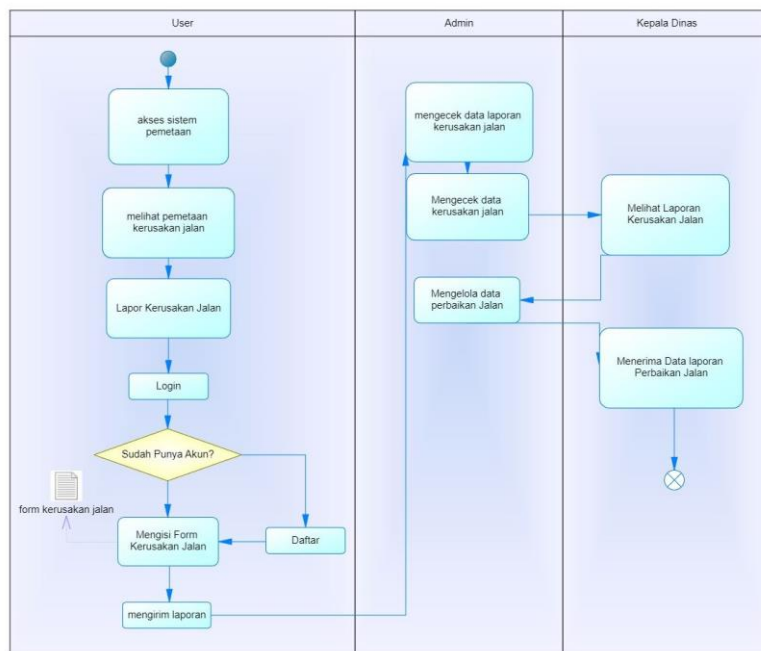 User
Admin
Kepala Dinas
akses sistem
pemetaan
melihat pemetaan
kerusakan jalan
Lapor Kerusakan Jalan
Login
Sudah Punya Akun?
form kerusakan jalan
Mengisi Form
Kerusakan Jalan
Daftar
mengirim laporan
mengecek data laporan
kerusakan jalan
Mengecek data
kerusakan jalan
Melihat Laporan
Kerusakan Jalan
Mengelola data
perbaikan Jalan
Menerima Data laporan
Perbaikan Jalan